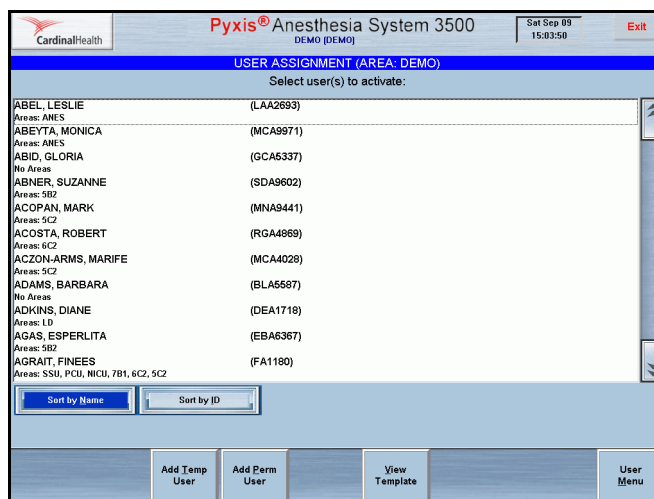 CardinalHealth
Pyxis® Anesthesia System 3500
DEMO [DEMO]
Sat Sep 09
15:03:50
Exit
USER ASSIGNMENT (AREA: DEMO)
Select user(s) to activate:
ABEL, LESLIE (LAA2693)
Areas: ANES
ABEYTA, MONICA (MCA9971)
Areas: ANES
ABID, GLORIA (GCA5337)
No Areas
ABNER, SUZANNE (SDA9602)
Areas: 5B2
ACOPAN, MARK (MNA9441)
Areas: 5C2
ACOSTA, ROBERT (RGA4869)
Areas: 6C2
ACZON-ARMS, MARIFE (MCA4028)
Areas: 5C2
ADAMS, BARBARA (BLA5587)
No Areas
ADKINS, DIANE (DEA1718)
Areas: LD
AGAS, ESPERLITA (EBA6367)
Areas: 5B2
AGRAIT, FINEES (FA1180)
Areas: SSU, PCU, NICU, 7B1, 6C2, 5C2
Sort by Name
Sort by ID
Add Temp User
Add Perm User
View Template
User Menu